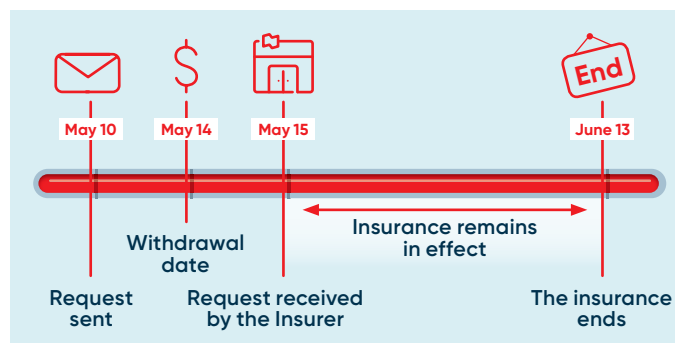 End
May 10
May 14
May 15
June 13
Insurance remains
in effect
Withdrawal
date
Request
sent
Request received
by the Insurer
The insurance
ends